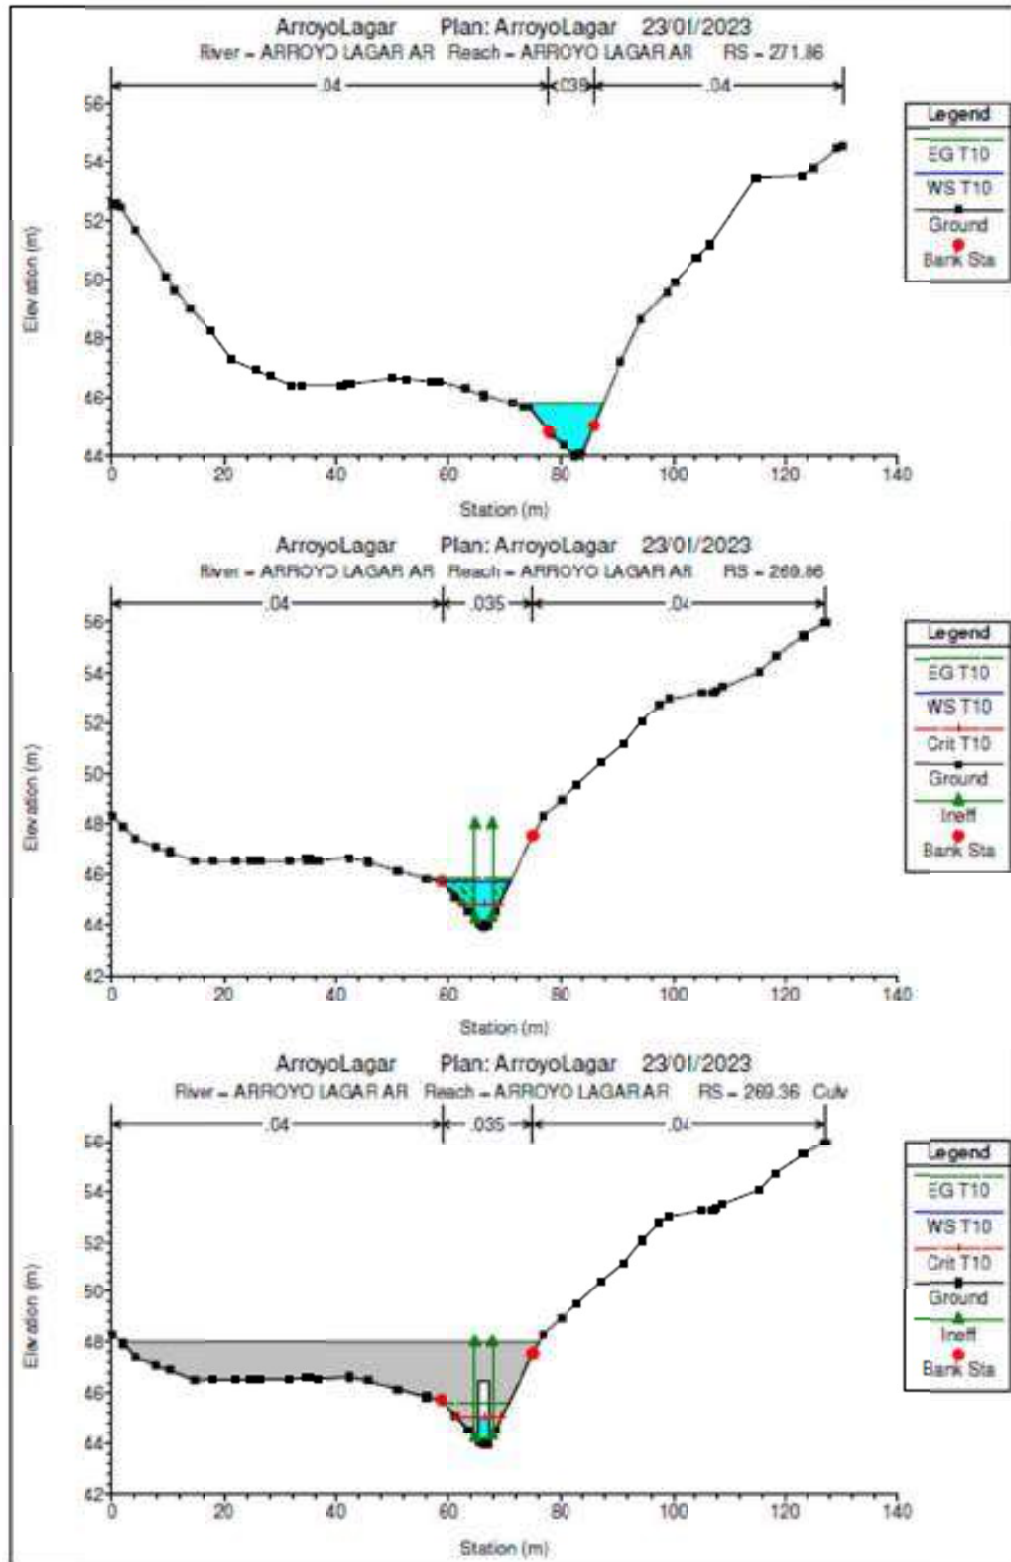 ArroyoLagar Plan: ArroyoLagar 23/01/2023
River = ARROYO LAGAR AR Reach = ARROYO LAGAR AR RS = 271.86
.04 .039 .04
Legend
EG T10
WS T10
Ground
Bank Sta
56
54
52
50
48
46
44
Elevation (m)
0 20 40 60 80 100 120 140
Station (m)
ArroyoLagar Plan: ArroyoLagar 23/01/2023
River = ARROYO LAGAR AR Reach = ARROYO LAGAR AR RS = 269.86
.04 .035 .04
Legend
EG T10
WS T10
Crit T10
Ground
Ineff
Bank Sta
56
54
52
50
48
46
44
42
Elevation (m)
0 20 40 60 80 100 120 140
Station (m)
ArroyoLagar Plan: ArroyoLagar 23/01/2023
River = ARROYO LAGAR AR Reach = ARROYO LAGAR AR RS = 269.36 Culv
.04 .035 .04
Legend
EG T10
WS T10
Crit T10
Ground
Ineff
Bank Sta
56
54
52
50
48
46
44
42
Elevation (m)
0 20 40 60 80 100 120 140
Station (m)